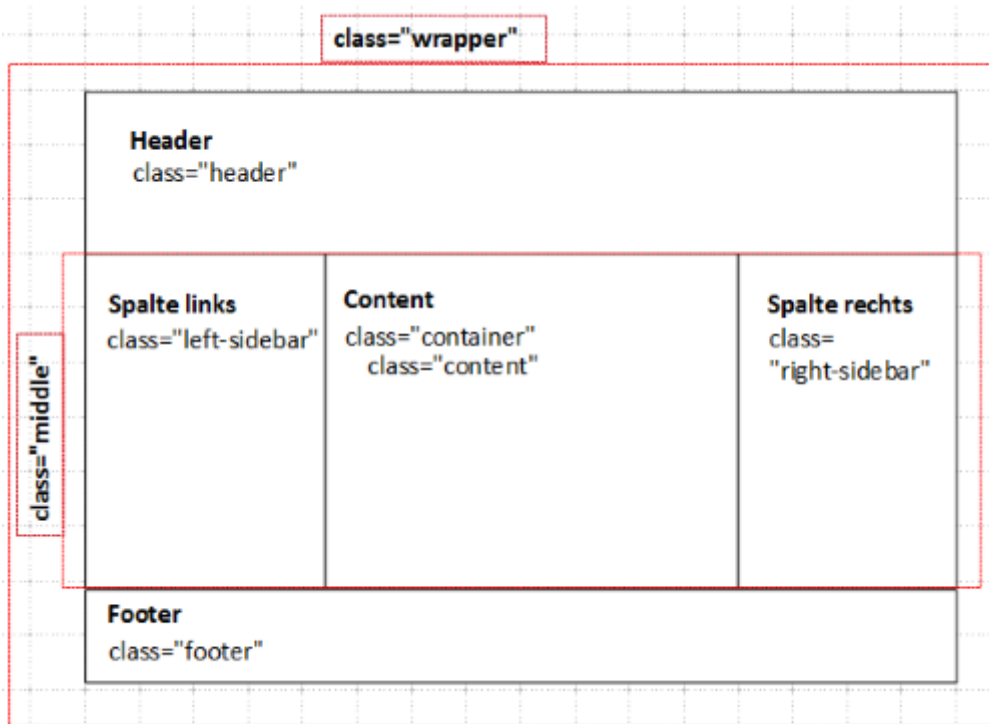 class="wrapper"
Header
class="header"
Spalte links
class="left-sidebar"
Content
class="container"
class="content"
Spalte rechts
class=
"right-sidebar"
class="middle"
Footer
class="footer"